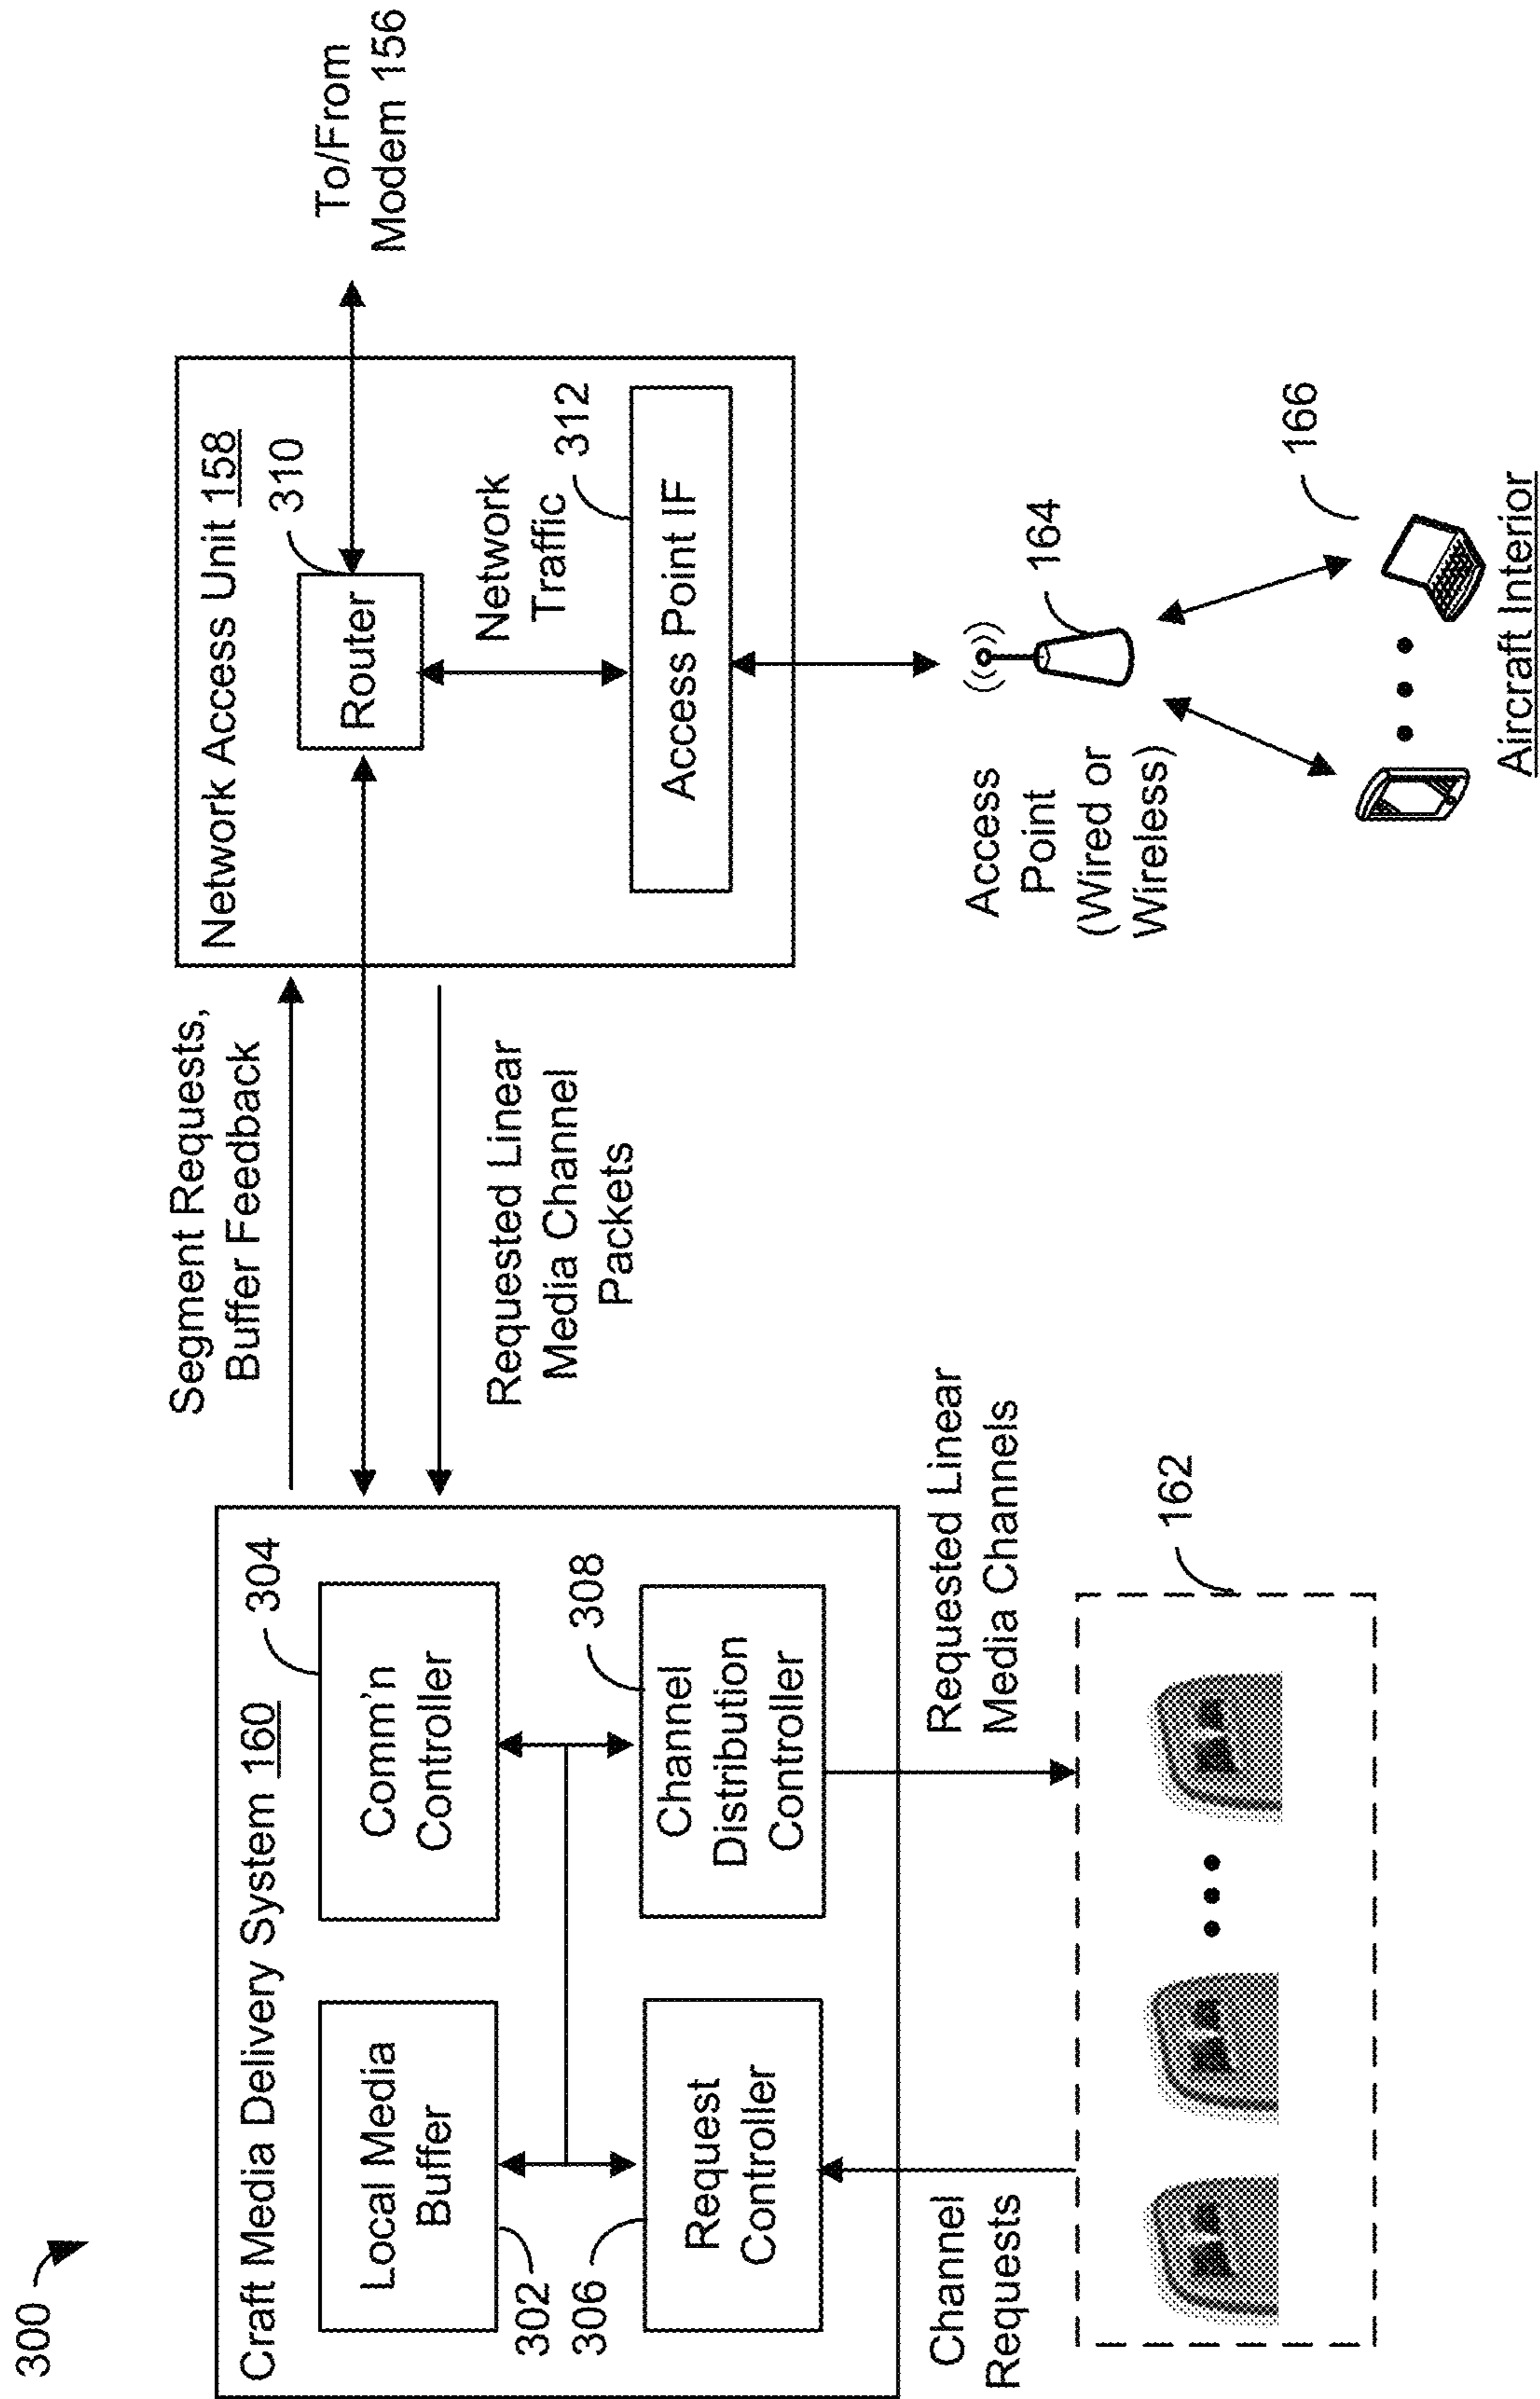 300
Craft Media Delivery System 160
Local Media
Buffer
302
Comm'n
Controller
304
306
Request
Controller
308
Channel
Distribution
Controller
Channel
Requests
Requested Linear
Media Channels
162
Segment Requests,
Buffer Feedback
Requested Linear
Media Channel
Packets
Network Access Unit 158
310
Router
Network
Traffic
312
Access Point IF
To/From
Modem 156
Access
Point
(Wired or
Wireless)
164
166
Aircraft Interior